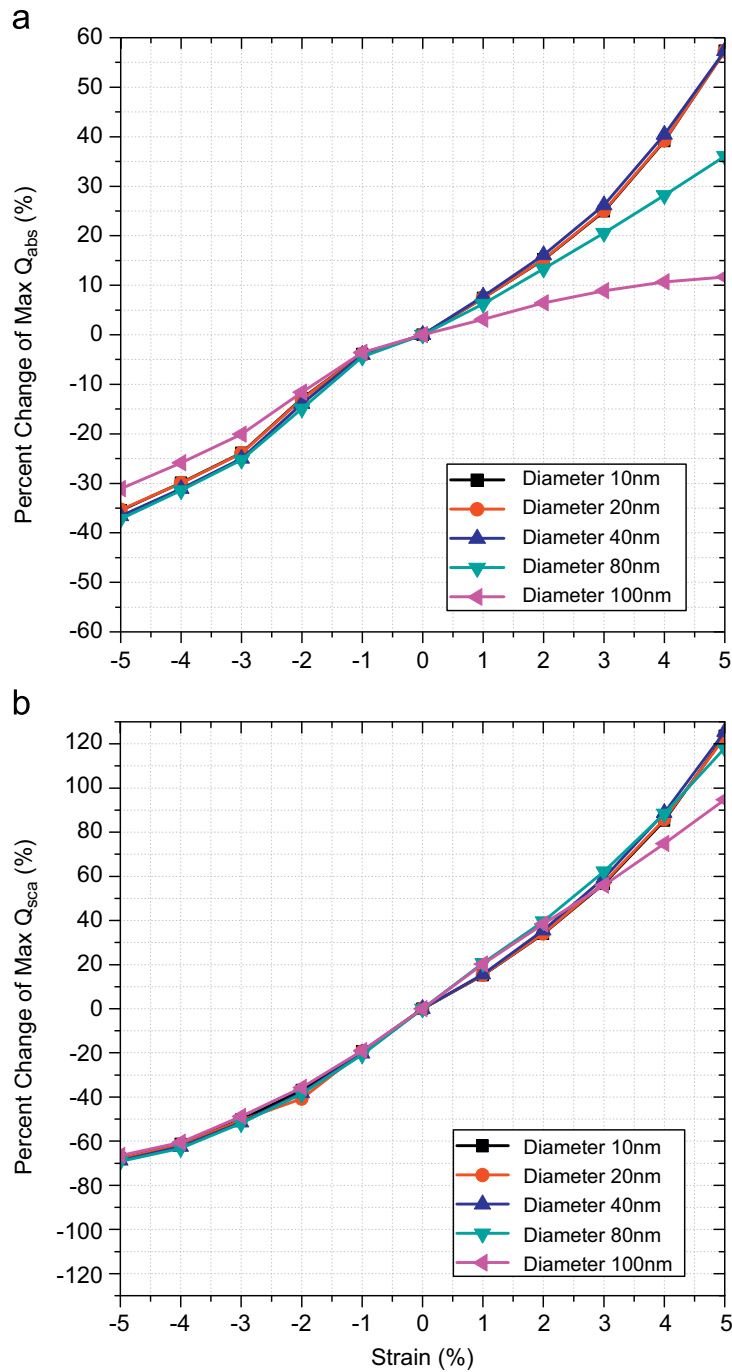 a
60
50
40
30
20
10
0
-10
-20
-30
-40
-50
-60
Percent Change of Max Qabs (%)
-5 -4 -3 -2 -1 0 1 2 3 4 5
Diameter 10nm
Diameter 20nm
Diameter 40nm
Diameter 80nm
Diameter 100nm
b
120
100
80
60
40
20
0
-20
-40
-60
-80
-100
-120
Percent Change of Max Qsca (%)
-5 -4 -3 -2 -1 0 1 2 3 4 5
Strain (%)
Diameter 10nm
Diameter 20nm
Diameter 40nm
Diameter 80nm
Diameter 100nm